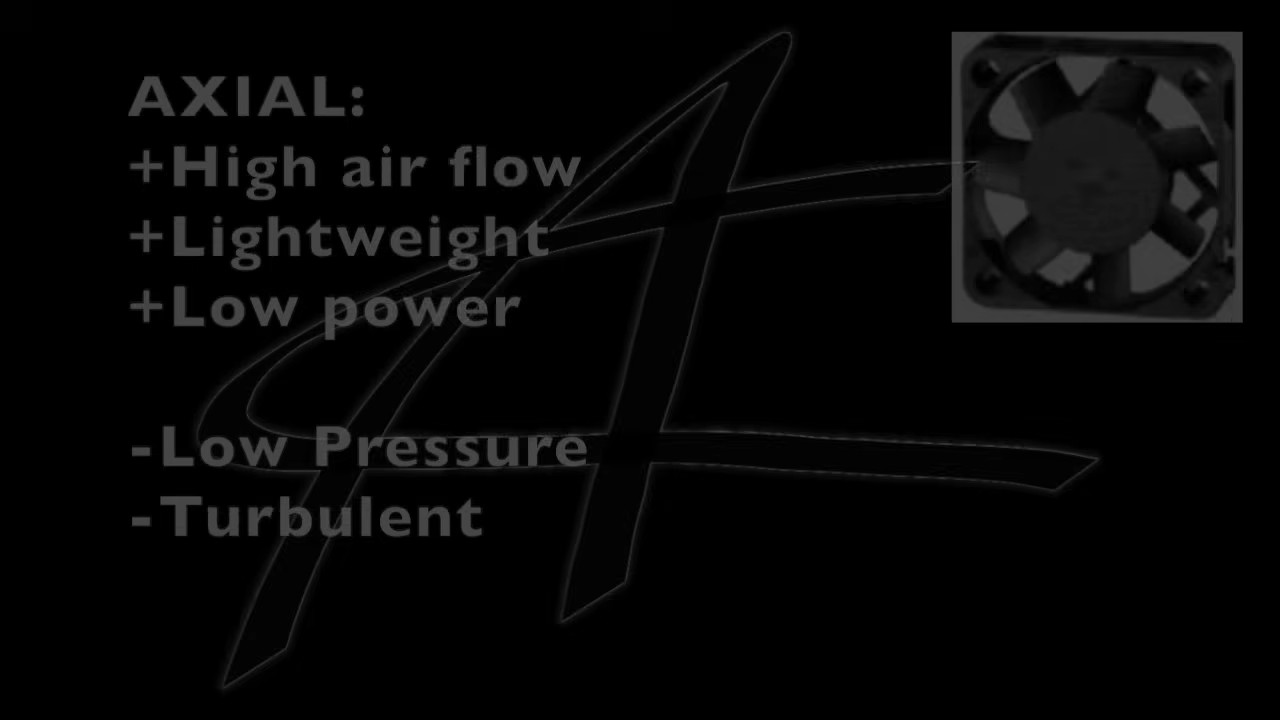 AXIAL:
+High air flow
+Lightweight
+Low power
-Low Pressure
-Turbulent